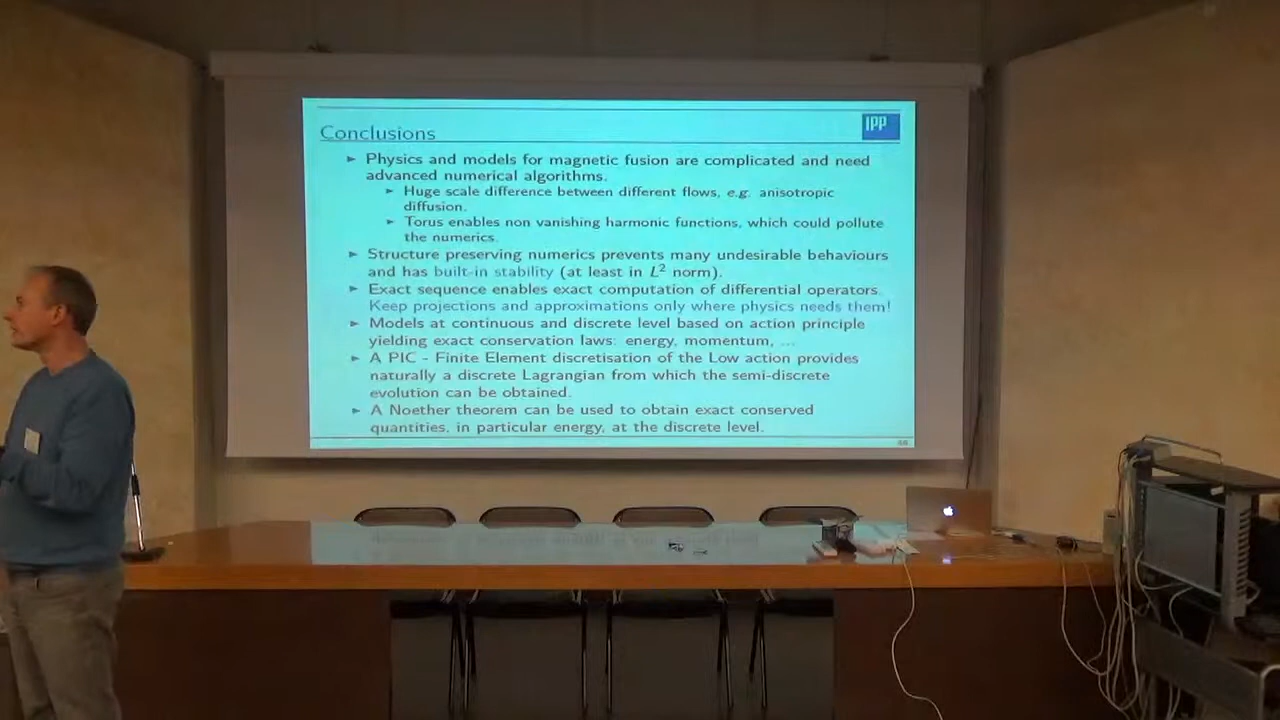 Conclusions
IPP
► Physics and models for magnetic fusion are complicated and need
advanced numerical algorithms.
► Huge scale difference between different flows, e.g. anisotropic
diffusion.
► Torus enables non vanishing harmonic functions, which could pollute
the numerics.
► Structure preserving numerics prevents many undesirable behaviours
and has built-in stability (at least in L² norm).
► Exact sequence enables exact computation of differential operators.
Keep projections and approximations only where physics needs them!
► Models at continuous and discrete level based on action principle
yielding exact conservation laws: energy, momentum, ...
► A PIC - Finite Element discretisation of the Low action provides
naturally a discrete Lagrangian from which the semi-discrete
evolution can be obtained.
► A Noether theorem can be used to obtain exact conserved
quantities, in particular energy, at the discrete level.